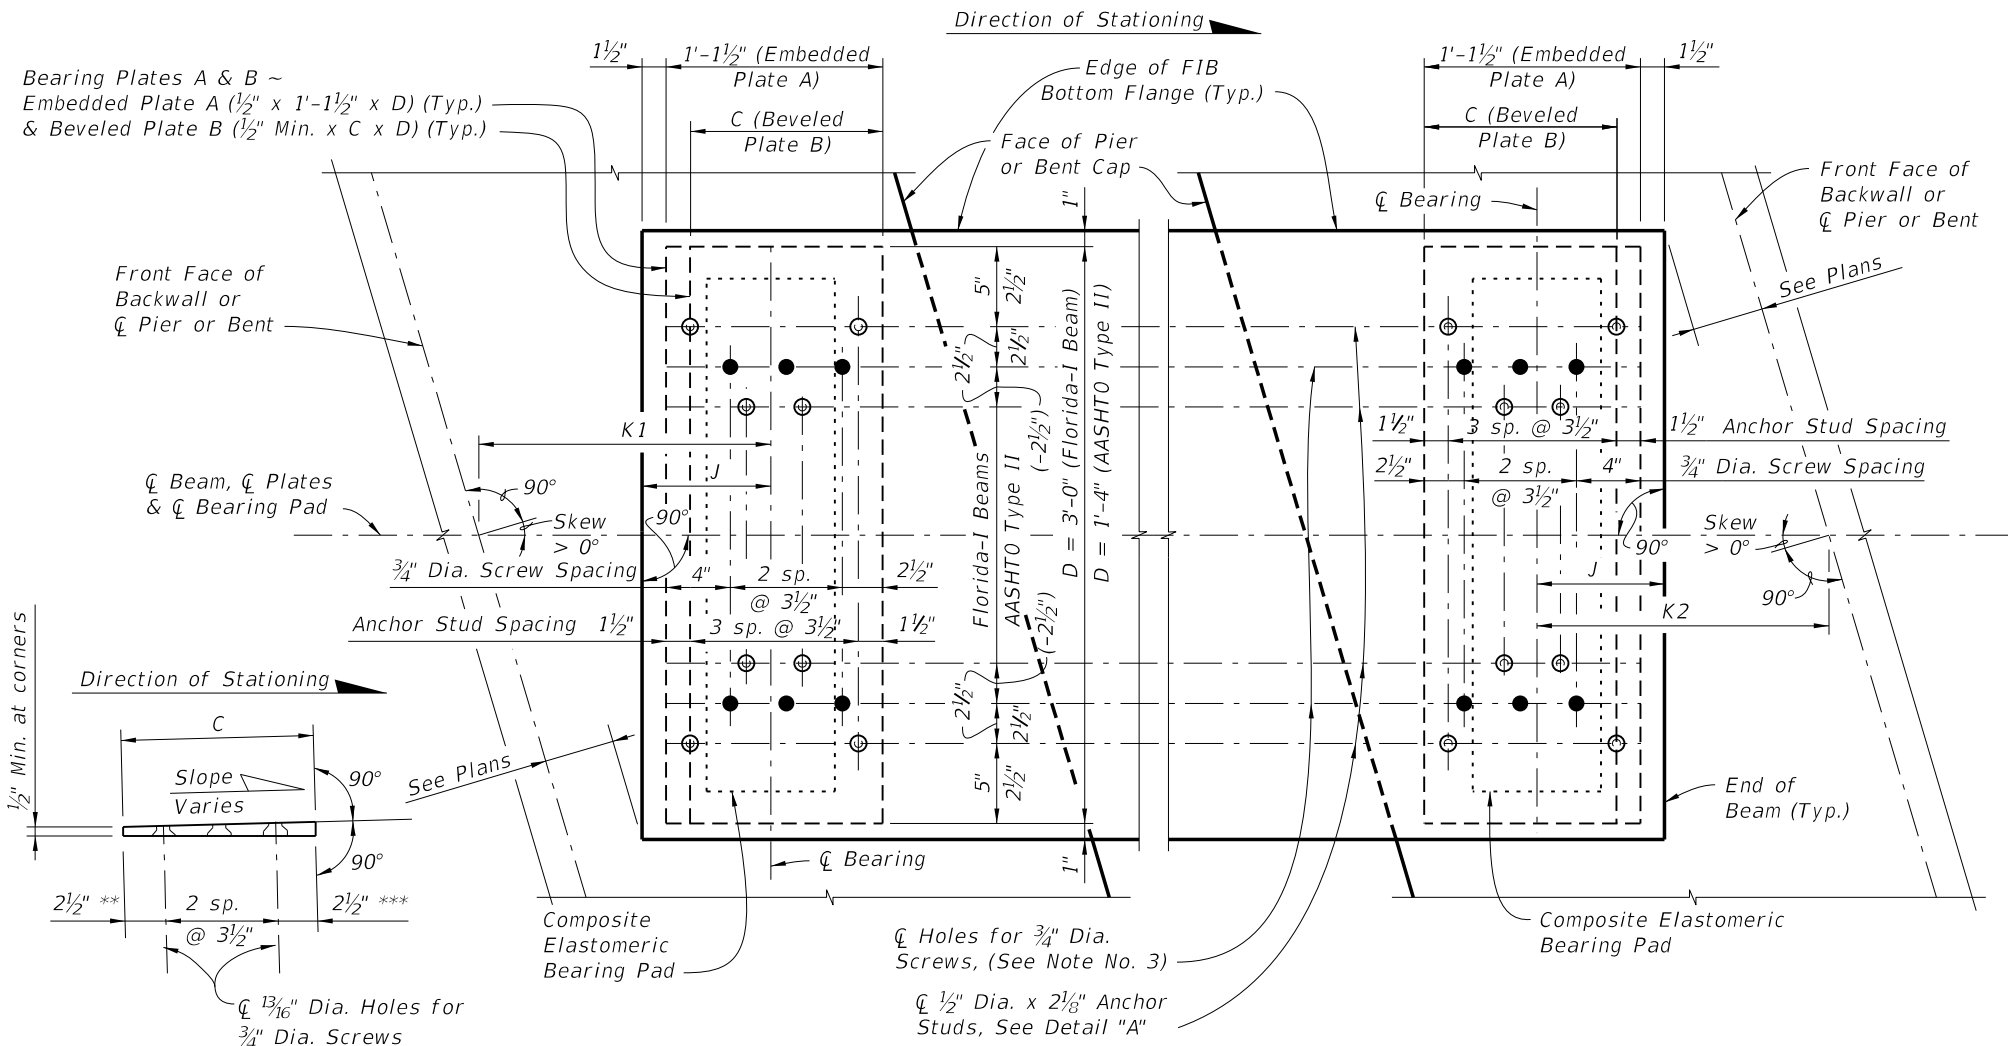 Direction of Stationing
1½"
1'-1½" (Embedded
Plate A)
Edge of FIB
Bottom Flange (Typ.)
1'-1½" (Embedded
Plate A)
1½"
Bearing Plates A & B ~
Embedded Plate A (½" x 1'-1½" x D) (Typ.)
& Beveled Plate B (½" Min. x C x D) (Typ.)
C (Beveled
Plate B)
Face of Pier
or Bent Cap
C (Beveled
Plate B)
Front Face of
Backwall or
℄ Pier or Bent
1"
℄ Bearing
Front Face of
Backwall or
℄ Pier or Bent
See Plans
5"
2½"
2½"
2½"
(-2½")
Florida-I Beams
AASHTO Type II
D = 3'-0" (Florida-I Beam)
D = 1'-4" (AASHTO Type II)
K1
J
1½"
3 sp. @ 3½"
1½" Anchor Stud Spacing
2½"
2 sp.
@ 3½"
4"
¾" Dia. Screw Spacing
℄ Beam, ℄ Plates
& ℄ Bearing Pad
90°
Skew
> 0°
90°
90°
Skew
> 0°
90°
¾" Dia. Screw Spacing
4"
2 sp.
@ 3½"
2½"
J
K2
Anchor Stud Spacing 1½"
3 sp. @ 3½"
1½"
(-2½")
2½"
2½"
5"
2½"
1"
½" Min. at corners
Direction of Stationing
C
Slope
Varies
90°
90°
See Plans
2½" **
2 sp.
@ 3½"
2½" ***
℄ 13/16" Dia. Holes for
¾" Dia. Screws
℄ Bearing
Composite
Elastomeric
Bearing Pad
℄ Holes for ¾" Dia.
Screws, (See Note No. 3)
℄ ½" Dia. x 2⅛" Anchor
Studs, See Detail "A"
End of
Beam (Typ.)
Composite Elastomeric
Bearing Pad